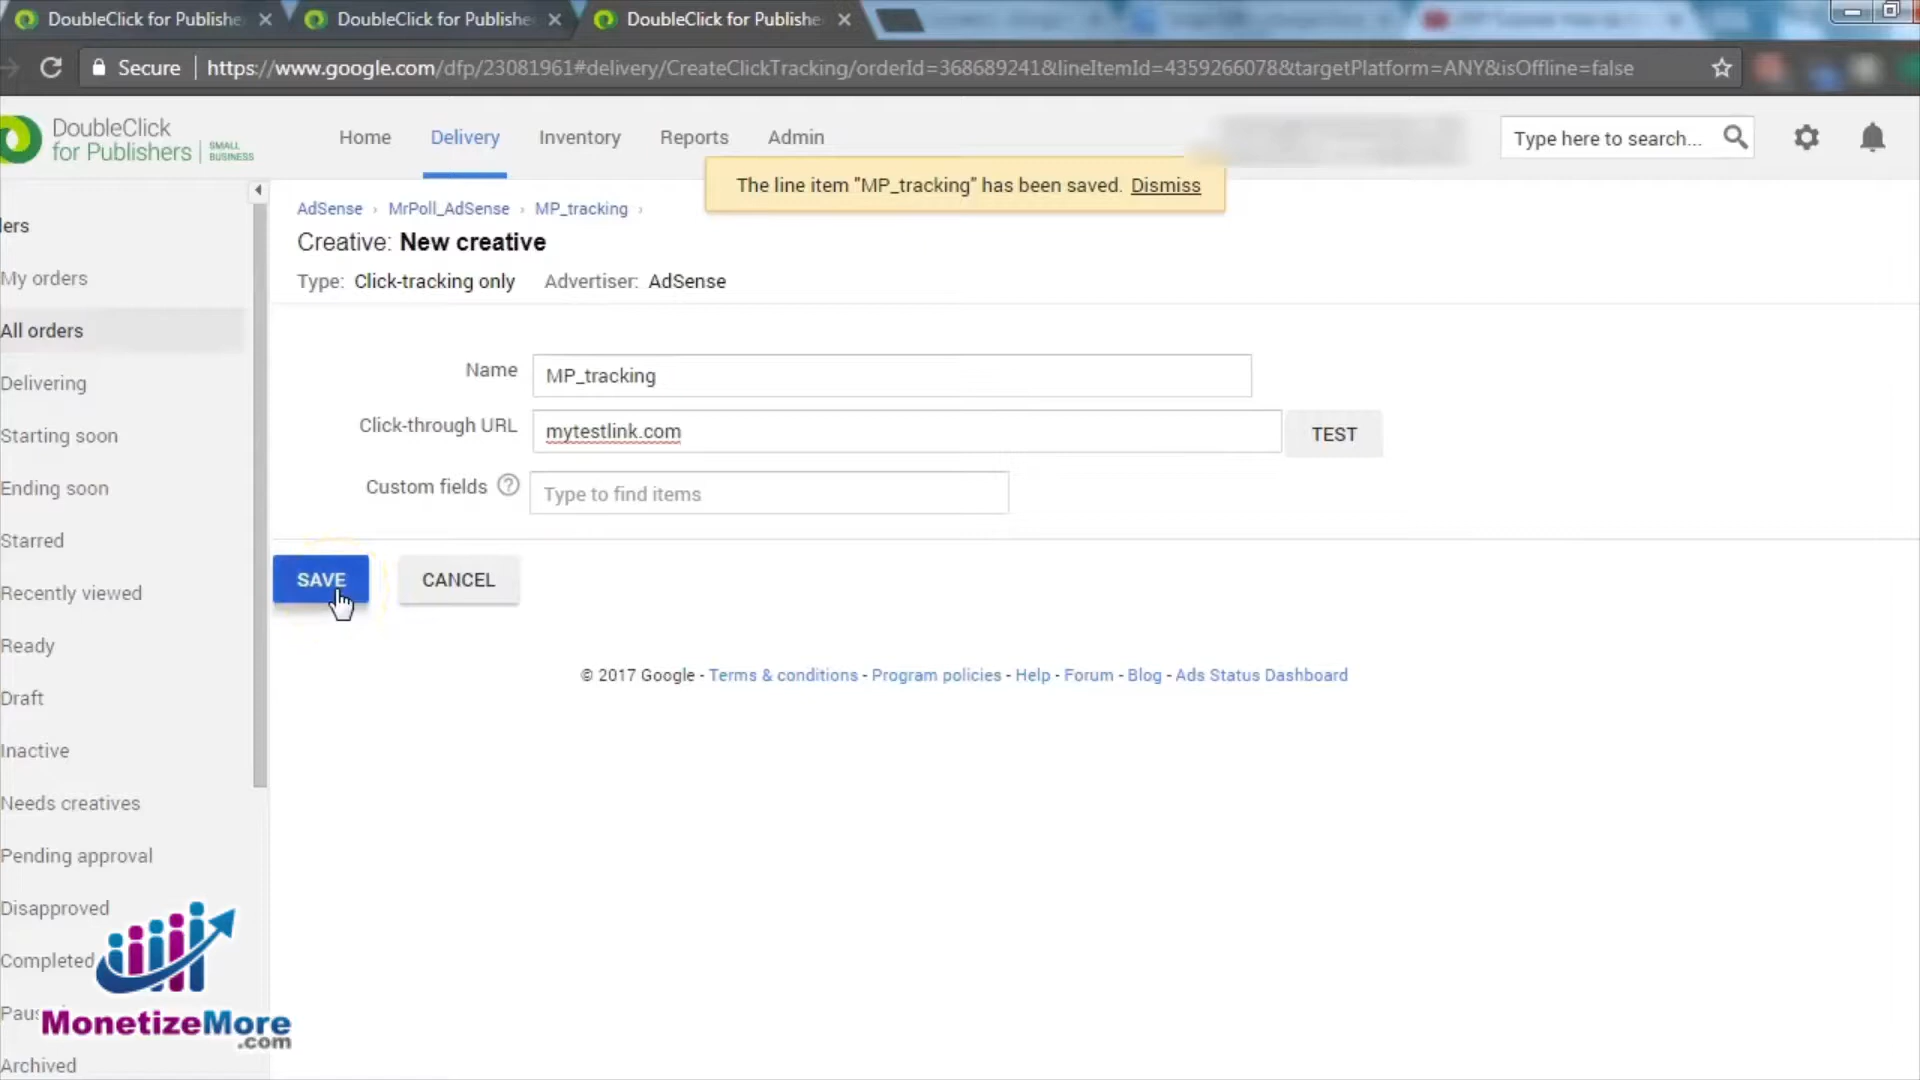 DoubleClick for Publishe
DoubleClick for Publishe
DoubleClick for Publishe
Secure
https://www.google.com/dfp/23081961#delivery/CreateClickTracking/orderId=368689241&lineItemId=4359266078&targetPlatform=ANY&isOffline=false
DoubleClick
for Publishers
SMALL
BUSINESS
Home
Delivery
Inventory
Reports
Admin
Type here to search...
The line item "MP_tracking" has been saved. Dismiss
AdSense › MrPoll_AdSense › MP_tracking ›
Creative: New creative
Type: Click-tracking only Advertiser: AdSense
ders
My orders
All orders
Delivering
Starting soon
Ending soon
Starred
Recently viewed
Ready
Draft
Inactive
Needs creatives
Pending approval
Disapproved
Completed
Archived
Name
MP_tracking
Click-through URL
mytestlink.com
TEST
Custom fields ?
Type to find items
SAVE
CANCEL
© 2017 Google - Terms & conditions - Program policies - Help - Forum - Blog - Ads Status Dashboard
MonetizeMore
.com